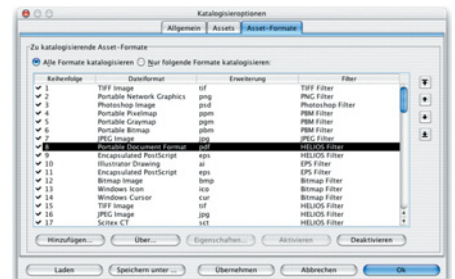 Katalogisieroptionen
Allgemein Assets Asset-Formate
Zu katalogisierende Asset-Formate
Alle Formate katalogisieren Nur folgende Formate katalogisieren:
Reihenfolge Dateiformat Erweiterung Filter
1 TIFF Image tif TIFF Filter
2 Portable Network Graphics png PNG Filter
3 Photoshop Image psd Photoshop Filter
4 Portable Pixelmap ppm PBM Filter
5 Portable Graymap pgm PBM Filter
6 Portable Bitmap pbm PBM Filter
7 JPEG Image jpg JPEG Filter
8 Portable Document Format pdf HELIOS Filter
9 Encapsulated PostScript eps HELIOS Filter
10 Illustrator Drawing ai EPS Filter
11 Encapsulated PostScript eps EPS Filter
12 Bitmap Image bmp Bitmap Filter
13 Windows Icon ico Bitmap Filter
14 Windows Cursor cur Bitmap Filter
15 TIFF Image tif HELIOS Filter
16 JPEG Image jpg HELIOS Filter
17 Scitex CT sct HELIOS Filter
Hinzufügen... Über... Eigenschaften... Aktivieren Deaktivieren
Laden Speichern unter ... Übernehmen Abbrechen Ok